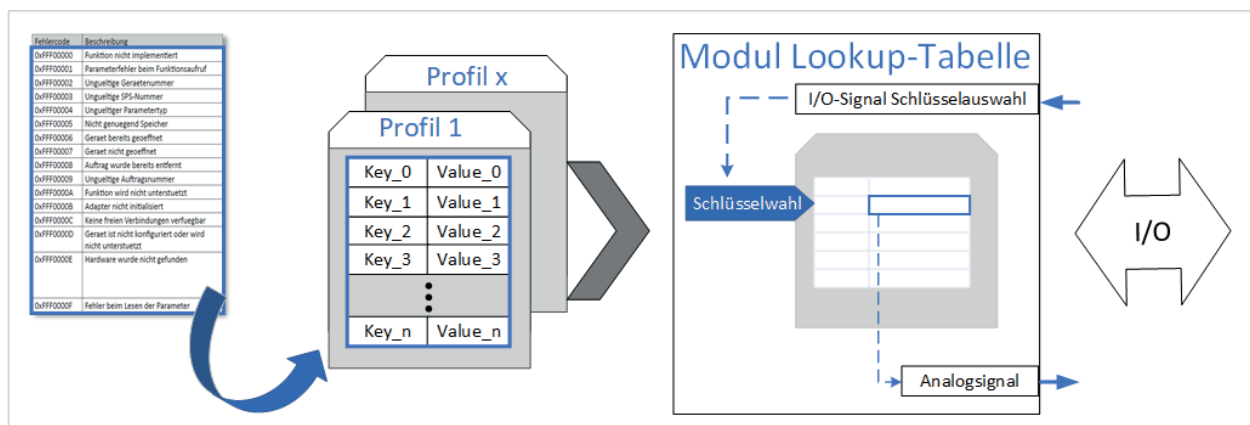 Fehlercode Beschreibung
0xFFF00000 Funktion nicht implementiert
0xFFF00001 Parameterfehler beim Funktionsaufruf
0xFFF00002 Ungueltige Geraetenummer
0xFFF00003 Ungueltige SPS-Nummer
0xFFF00004 Ungueltiger Parametertyp
0xFFF00005 Nicht genuegend Speicher
0xFFF00006 Geraet bereits geoeffnet
0xFFF00007 Geraet nicht geoeffnet
0xFFF00008 Auftrag wurde bereits entfernt
0xFFF00009 Ungueltige Auftragsnummer
0xFFF0000A Funktion wird nicht unterstuetzt
0xFFF0000B Adapter nicht initialisiert
0xFFF0000C Keine freien Verbindungen verfuegbar
0xFFF0000D Geraet ist nicht konfiguriert oder wird
nicht unterstuetzt
0xFFF0000E Hardware wurde nicht gefunden
0xFFF0000F Fehler beim Lesen der Parameter
Profil x
Profil 1
Key_0 Value_0
Key_1 Value_1
Key_2 Value_2
Key_3 Value_3
Key_n Value_n
Modul Lookup-Tabelle
I/O-Signal Schlüsselauswahl
Schlüsselwahl
Analogsignal
I/O